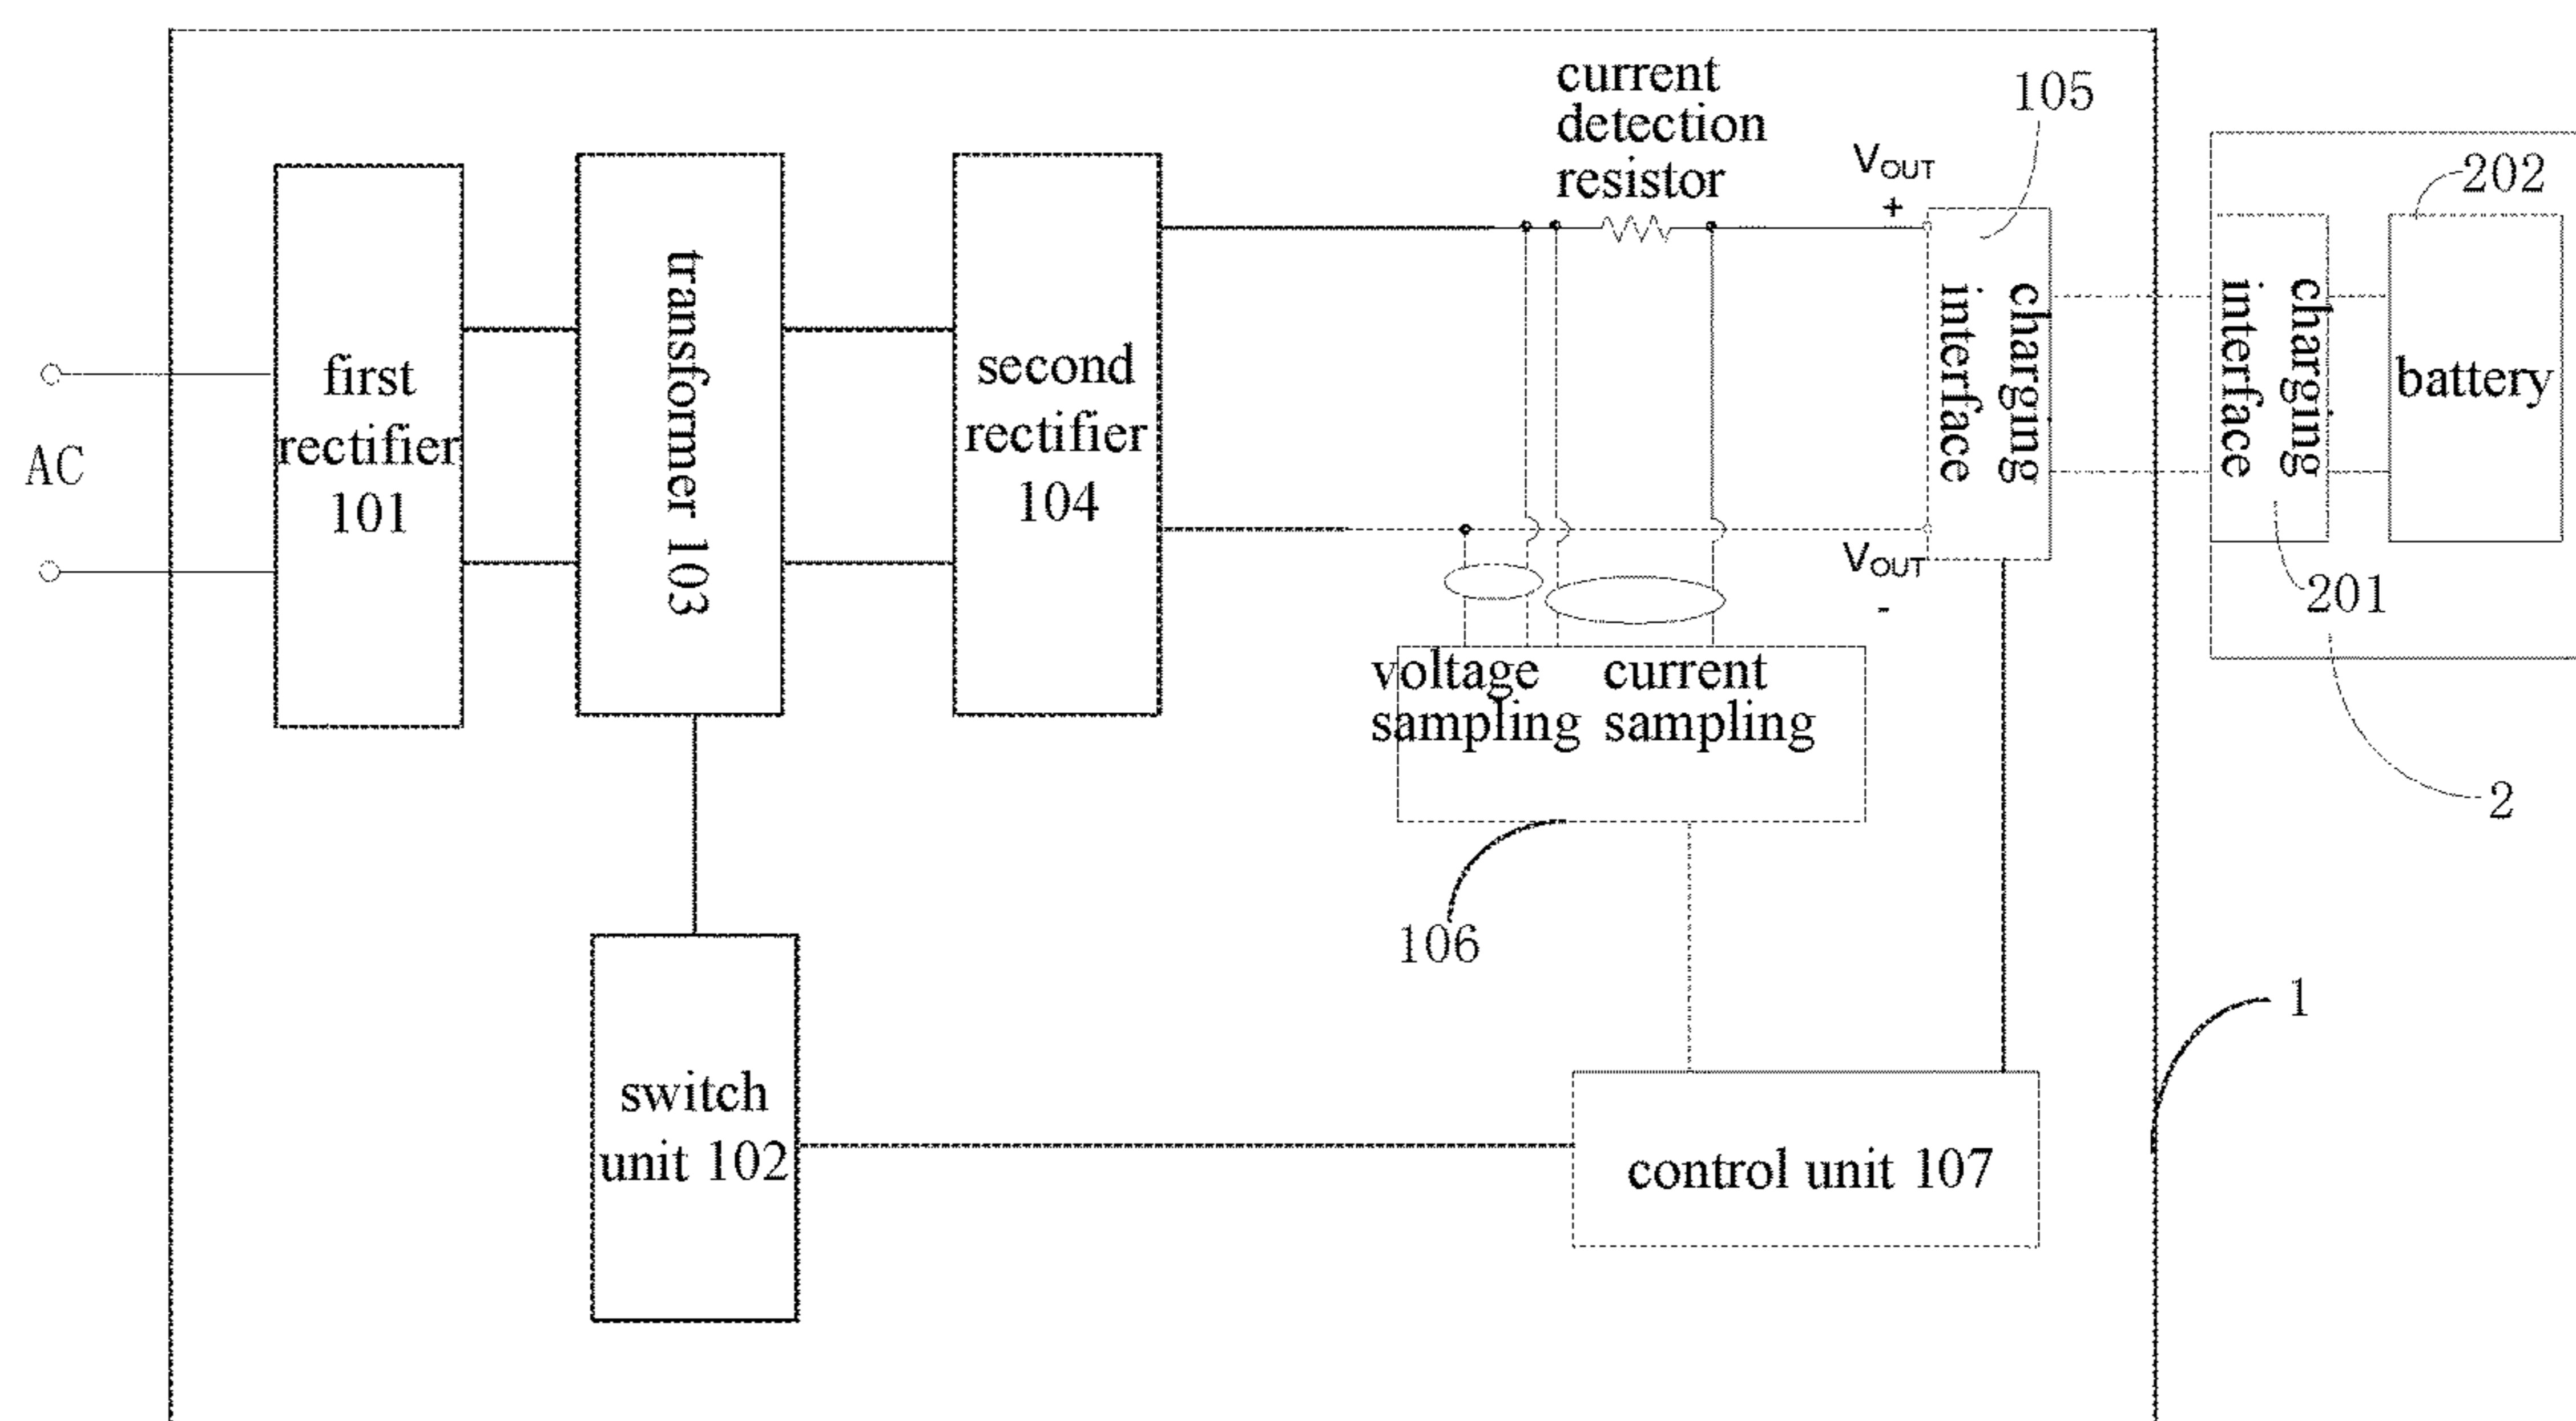 AC
first
rectifier
101
transformer 103
second
rectifier
104
current
detection
resistor
VOUT
+
105
charging
interface
VOUT
-
voltage
sampling
current
sampling
106
switch
unit 102
control unit 107
1
charging
interface
201
202
battery
2